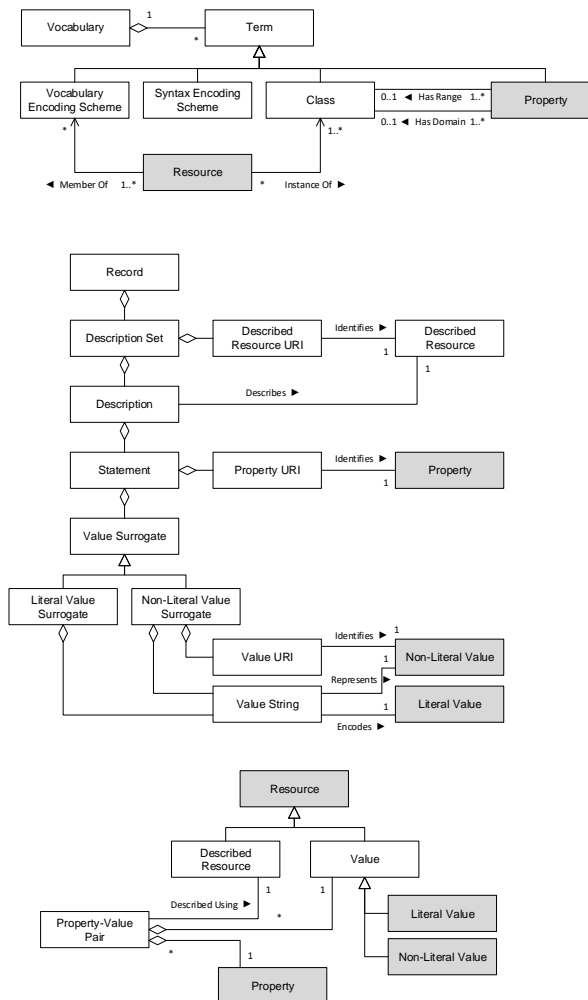 Vocabulary
1
*
Term
Vocabulary
Encoding Scheme
Syntax Encoding
Scheme
Class
0..1 ◄ Has Range 1..*
Property
0..1 ◄ Has Domain 1..*
*
1..*
Resource
◄ Member Of 1..*
* Instance Of ►
Record
Description Set
Described
Resource URI
Identifies ►
1
Described
Resource
1
Description
Describes ►
Statement
Property URI
Identifies ►
1
Property
Value Surrogate
Literal Value
Surrogate
Non-Literal Value
Surrogate
Value URI
Identifies ► 1
1
Non-Literal Value
Represents ►
Value String
1
Literal Value
Encodes ►
Resource
Described
Resource
Value
1
1
Described Using ►
*
Property-Value
Pair
*
1
Literal Value
Non-Literal Value
Property